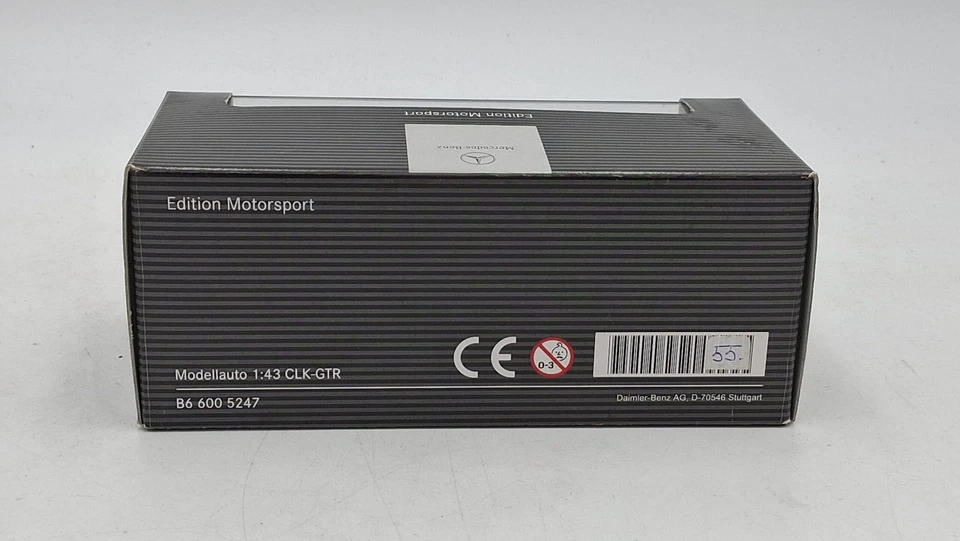 Edition Motorsport
Mercedes-Benz
Edition Motorsport
CE
0-3
55.-
Modellauto 1:43 CLK-GTR
B6 600 5247
Daimler-Benz AG, D-70546 Stuttgart